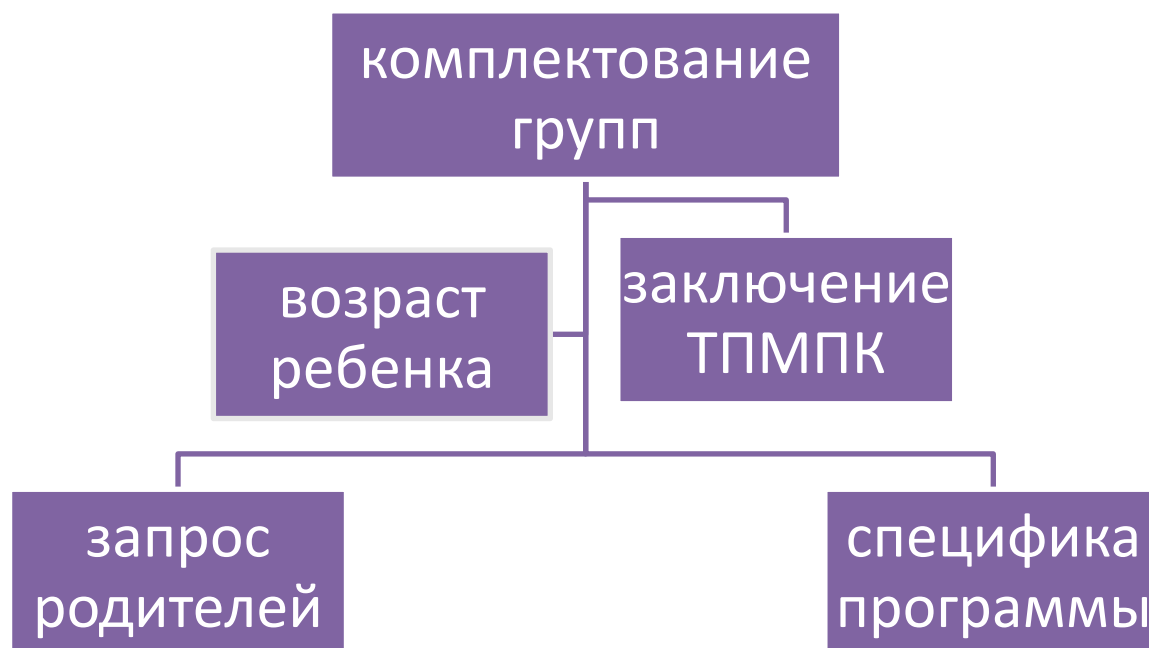 комплектование
групп
возраст
ребенка
заключение
ТПМПК
запрос
родителей
специфика
программы